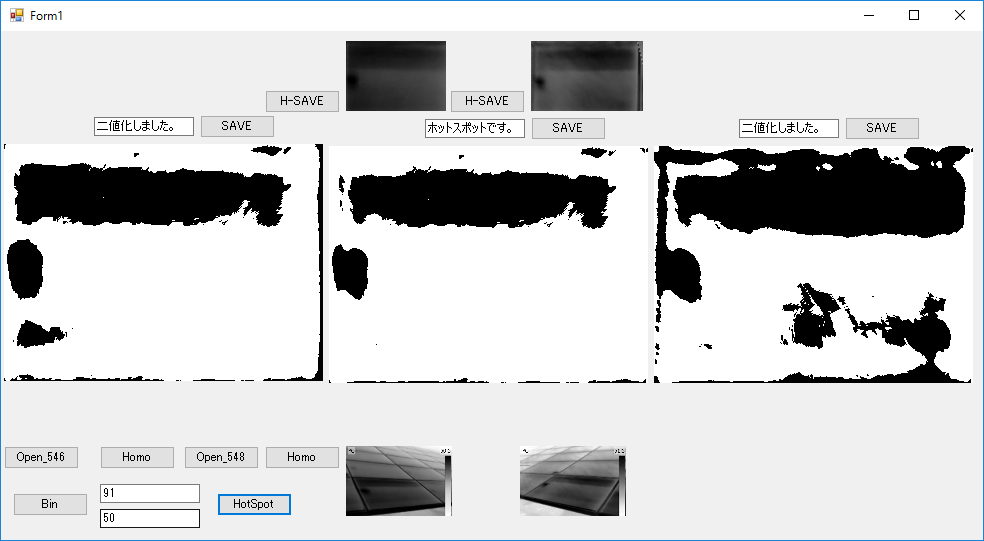 Form1
H-SAVE
H-SAVE
二値化しました。
SAVE
ホットスポットです。
SAVE
二値化しました。
SAVE
Open_546
Homo
Open_548
Homo
Bin
91
50
HotSpot